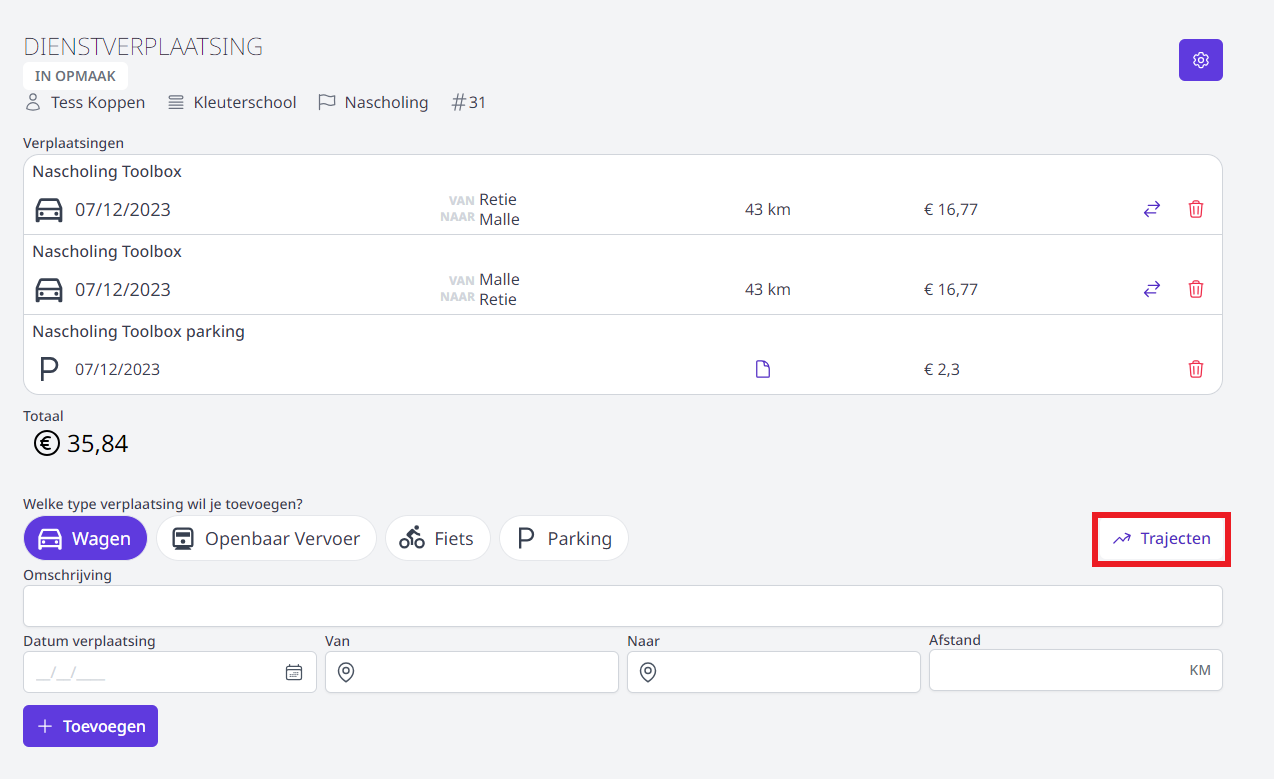 DIENSTVERPLAATSING
IN OPMAAK
Tess Koppen Kleuterschool Nascholing #31
Verplaatsingen
Nascholing Toolbox
07/12/2023 VAN Retie NAAR Malle 43 km € 16,77
Nascholing Toolbox
07/12/2023 VAN Malle NAAR Retie 43 km € 16,77
Nascholing Toolbox parking
P 07/12/2023 € 2,3
Totaal
€ 35,84
Welke type verplaatsing wil je toevoegen?
Wagen Openbaar Vervoer Fiets P Parking Trajecten
Omschrijving
Datum verplaatsing Van Naar Afstand
__/__/____ KM
+ Toevoegen